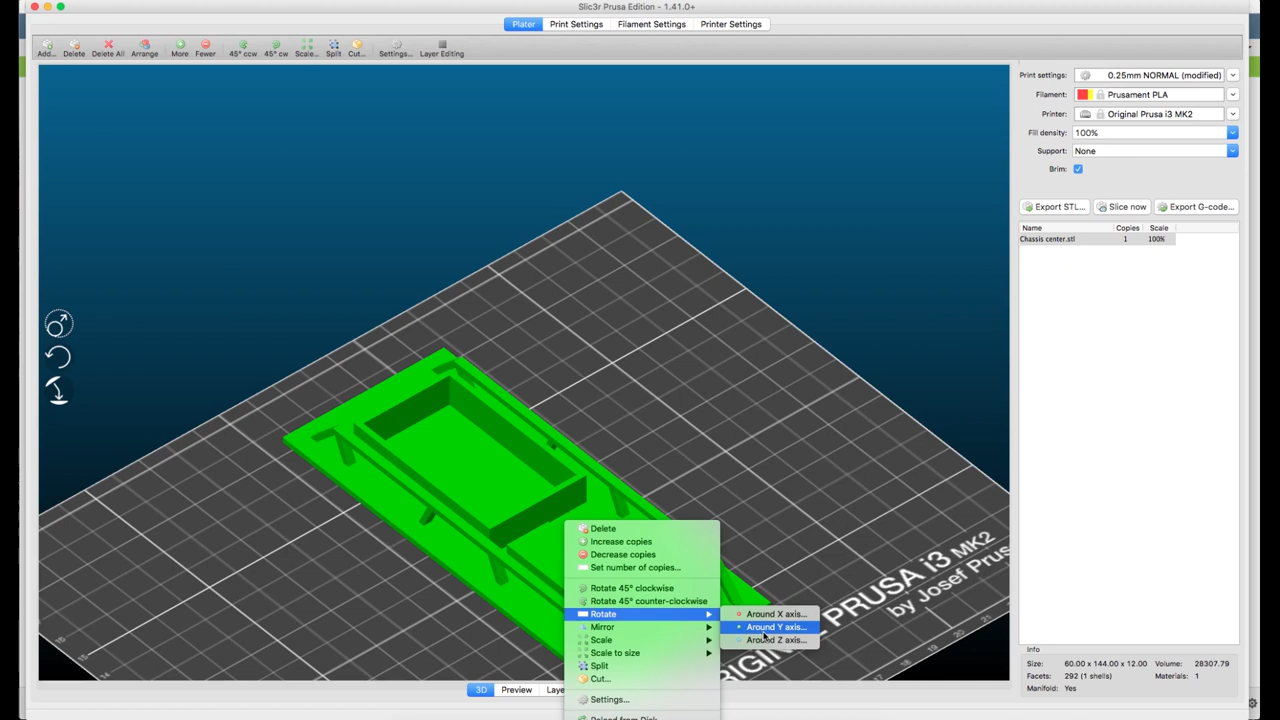 Slic3r Prusa Edition - 1.41.0+
Plater Print Settings Filament Settings Printer Settings
Add... Delete Delete All Arrange More Fewer 45° ccw 45° cw Scale... Split Cut... Settings... Layer Editing
Print settings: 0.25mm NORMAL (modified)
Filament: Prusament PLA
Printer: Original Prusa i3 MK2
Fill density: 100%
Support: None
Brim:
Export STL... Slice now Export G-code...
Name Copies Scale
Chassis center.stl 1 100%
Delete
Increase copies
Decrease copies
Set number of copies...
Rotate 45° clockwise
Rotate 45° counter-clockwise
Rotate
Mirror
Scale
Scale to size
Split
Cut...
Settings...
Reload from Disk
Around X axis...
Around Y axis...
Around Z axis...
PRUSA i3 MK2
by Josef Prus
3D Preview Laye
Info
Size: 60.00 x 144.00 x 12.00 Volume: 28307.79
Facets: 292 (1 shells) Materials: 1
Manifold: Yes